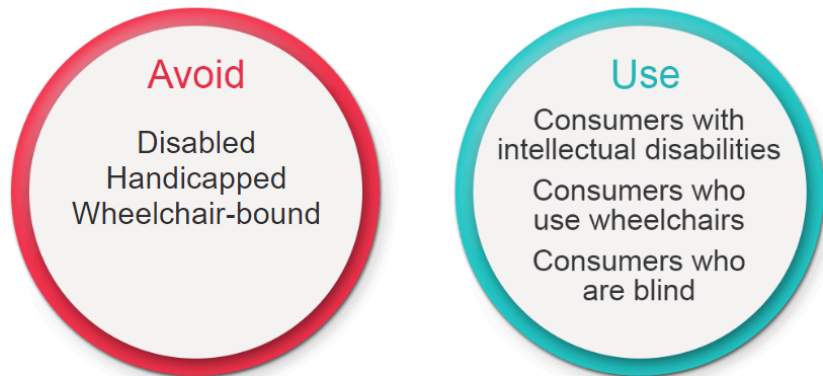 Avoid
Disabled
Handicapped
Wheelchair-bound
Use
Consumers with
intellectual disabilities
Consumers who
use wheelchairs
Consumers who
are blind